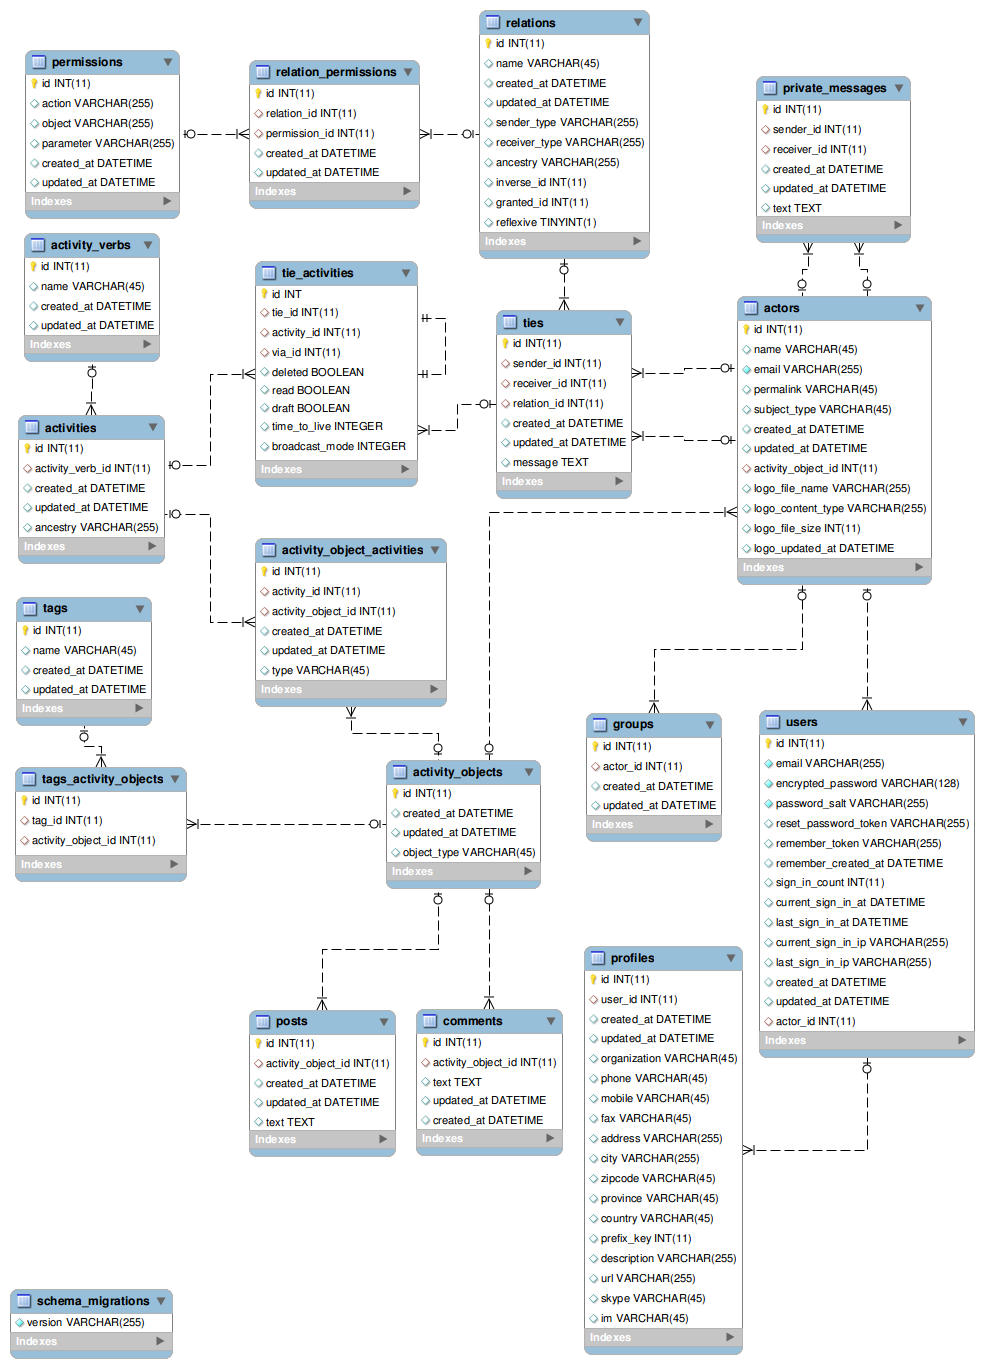 permissions
id INT(11)
action VARCHAR(255)
object VARCHAR(255)
parameter VARCHAR(255)
created_at DATETIME
updated_at DATETIME
Indexes
relation_permissions
id INT(11)
relation_id INT(11)
permission_id INT(11)
created_at DATETIME
updated_at DATETIME
Indexes
relations
id INT(11)
name VARCHAR(45)
created_at DATETIME
updated_at DATETIME
sender_type VARCHAR(255)
receiver_type VARCHAR(255)
ancestry VARCHAR(255)
inverse_id INT(11)
granted_id INT(11)
reflexive TINYINT(1)
Indexes
private_messages
id INT(11)
sender_id INT(11)
receiver_id INT(11)
created_at DATETIME
updated_at DATETIME
text TEXT
Indexes
activity_verbs
id INT(11)
name VARCHAR(45)
created_at DATETIME
updated_at DATETIME
Indexes
tie_activities
id INT
tie_id INT(11)
activity_id INT(11)
via_id INT(11)
deleted BOOLEAN
read BOOLEAN
draft BOOLEAN
time_to_live INTEGER
broadcast_mode INTEGER
Indexes
ties
id INT(11)
sender_id INT(11)
receiver_id INT(11)
relation_id INT(11)
created_at DATETIME
updated_at DATETIME
message TEXT
Indexes
actors
id INT(11)
name VARCHAR(45)
email VARCHAR(255)
permalink VARCHAR(45)
subject_type VARCHAR(45)
created_at DATETIME
updated_at DATETIME
activity_object_id INT(11)
logo_file_name VARCHAR(255)
logo_content_type VARCHAR(255)
logo_file_size INT(11)
logo_updated_at DATETIME
Indexes
activities
id INT(11)
activity_verb_id INT(11)
created_at DATETIME
updated_at DATETIME
ancestry VARCHAR(255)
Indexes
activity_object_activities
id INT(11)
activity_id INT(11)
activity_object_id INT(11)
created_at DATETIME
updated_at DATETIME
type VARCHAR(45)
Indexes
tags
id INT(11)
name VARCHAR(45)
created_at DATETIME
updated_at DATETIME
Indexes
tags_activity_objects
id INT(11)
tag_id INT(11)
activity_object_id INT(11)
Indexes
activity_objects
id INT(11)
created_at DATETIME
updated_at DATETIME
object_type VARCHAR(45)
Indexes
groups
id INT(11)
actor_id INT(11)
created_at DATETIME
updated_at DATETIME
Indexes
users
id INT(11)
email VARCHAR(255)
encrypted_password VARCHAR(128)
password_salt VARCHAR(255)
reset_password_token VARCHAR(255)
remember_token VARCHAR(255)
remember_created_at DATETIME
sign_in_count INT(11)
current_sign_in_at DATETIME
last_sign_in_at DATETIME
current_sign_in_ip VARCHAR(255)
last_sign_in_ip VARCHAR(255)
created_at DATETIME
updated_at DATETIME
actor_id INT(11)
Indexes
posts
id INT(11)
activity_object_id INT(11)
created_at DATETIME
updated_at DATETIME
text TEXT
Indexes
comments
id INT(11)
activity_object_id INT(11)
text TEXT
updated_at DATETIME
created_at DATETIME
Indexes
profiles
id INT(11)
user_id INT(11)
created_at DATETIME
updated_at DATETIME
organization VARCHAR(45)
phone VARCHAR(45)
mobile VARCHAR(45)
fax VARCHAR(45)
address VARCHAR(255)
city VARCHAR(255)
zipcode VARCHAR(45)
province VARCHAR(45)
country VARCHAR(45)
prefix_key INT(11)
description VARCHAR(255)
url VARCHAR(255)
skype VARCHAR(45)
im VARCHAR(45)
Indexes
schema_migrations
version VARCHAR(255)
Indexes